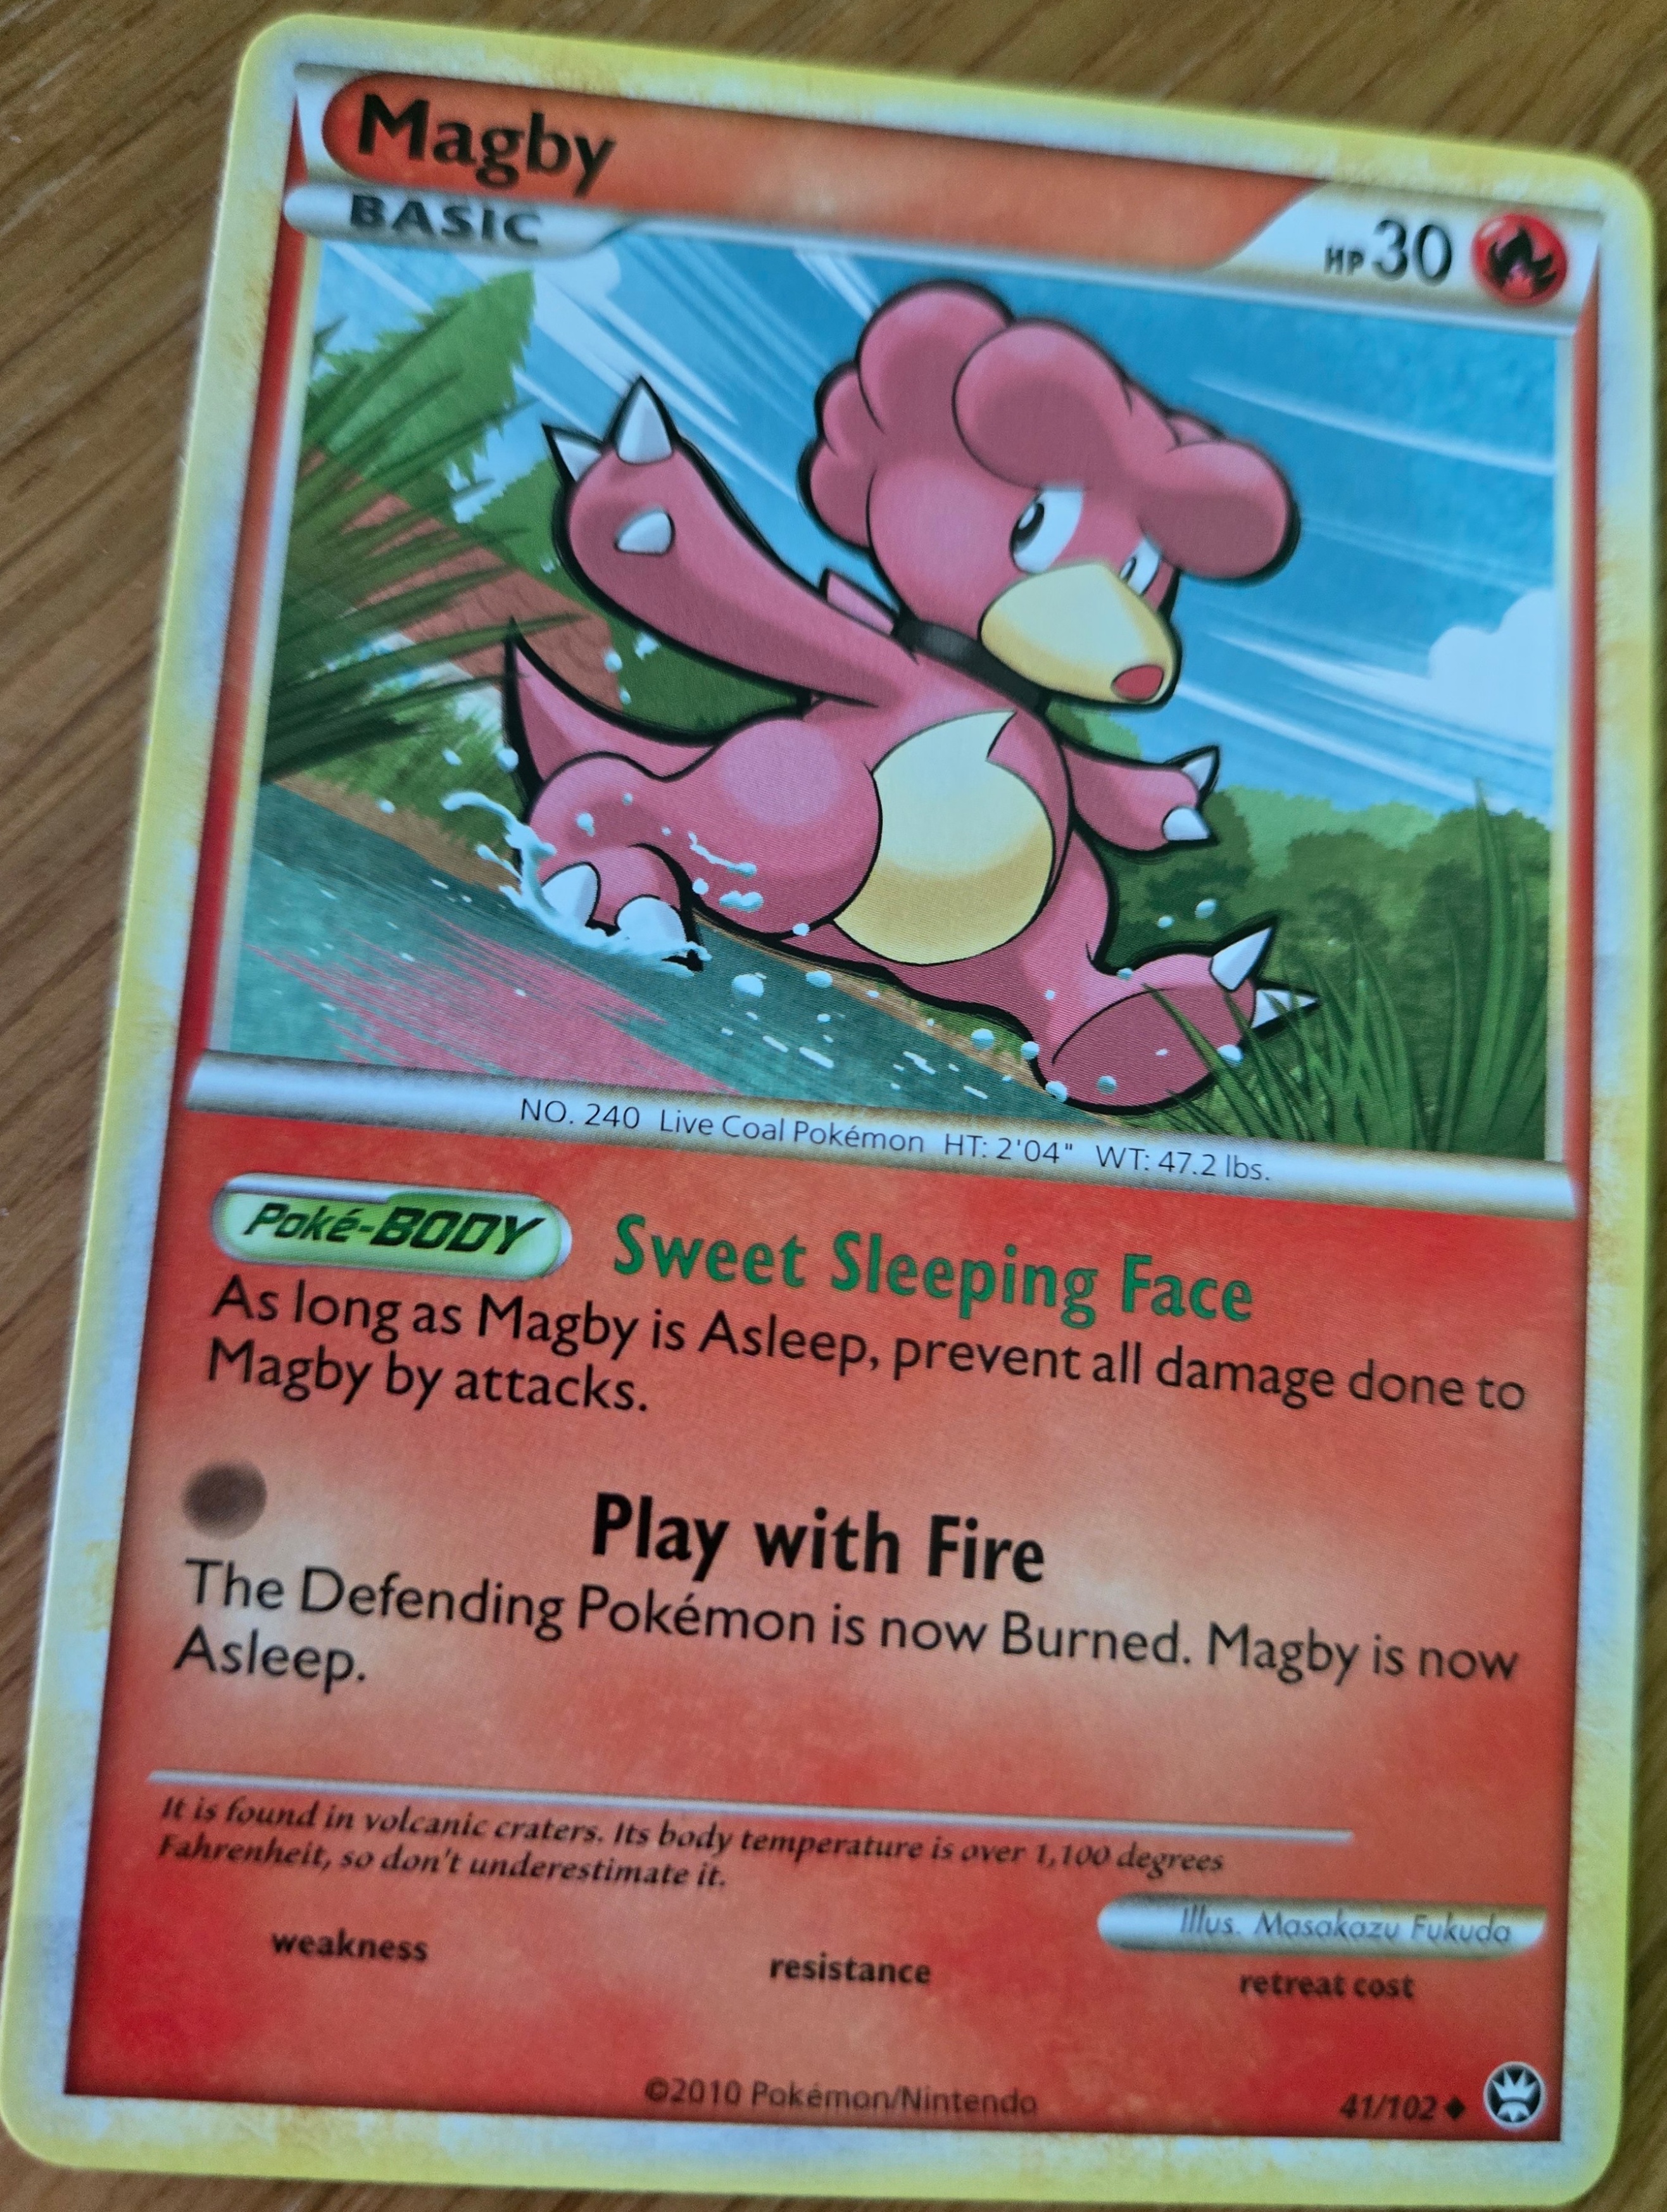 Magby
BASIC
HP 30
NO. 240 Live Coal Pokémon HT: 2'04" WT: 47.2 lbs.
Poké-BODY Sweet Sleeping Face
As long as Magby is Asleep, prevent all damage done to
Magby by attacks.
Play with Fire
The Defending Pokémon is now Burned. Magby is now
Asleep.
It is found in volcanic craters. Its body temperature is over 1,100 degrees
Fahrenheit, so don't underestimate it.
Illus. Masakazu Fukuda
weakness resistance retreat cost
©2010 Pokémon/Nintendo 41/102